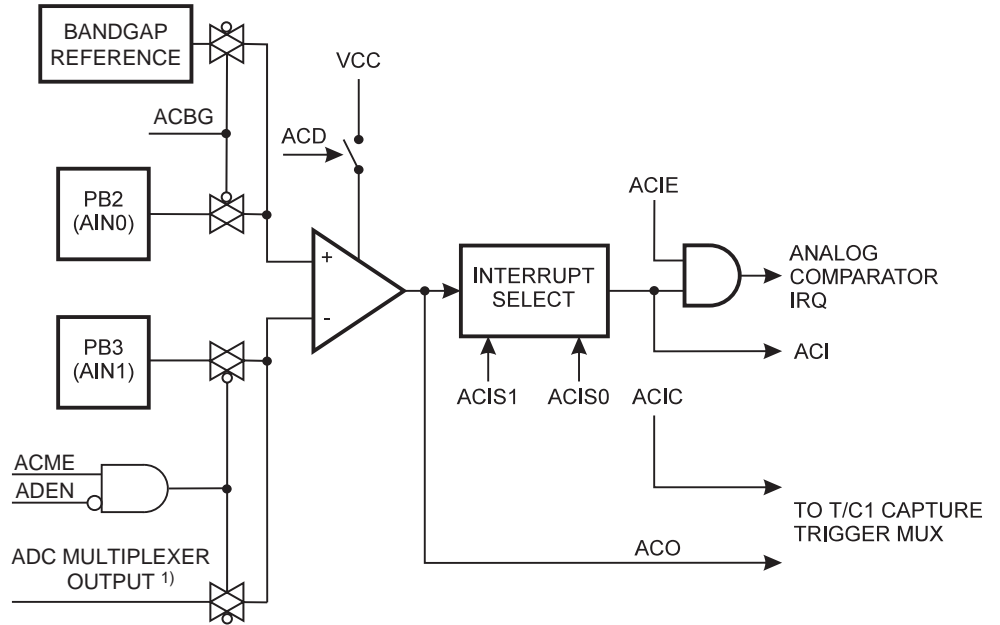 BANDGAP
REFERENCE
VCC
ACBG
ACD
PB2
(AIN0)
ACIE
+
-
INTERRUPT
SELECT
ANALOG
COMPARATOR
IRQ
PB3
(AIN1)
ACI
ACIS1
ACIS0
ACIC
ACME
ADEN
TO T/C1 CAPTURE
TRIGGER MUX
ADC MULTIPLEXER
OUTPUT 1)
ACO